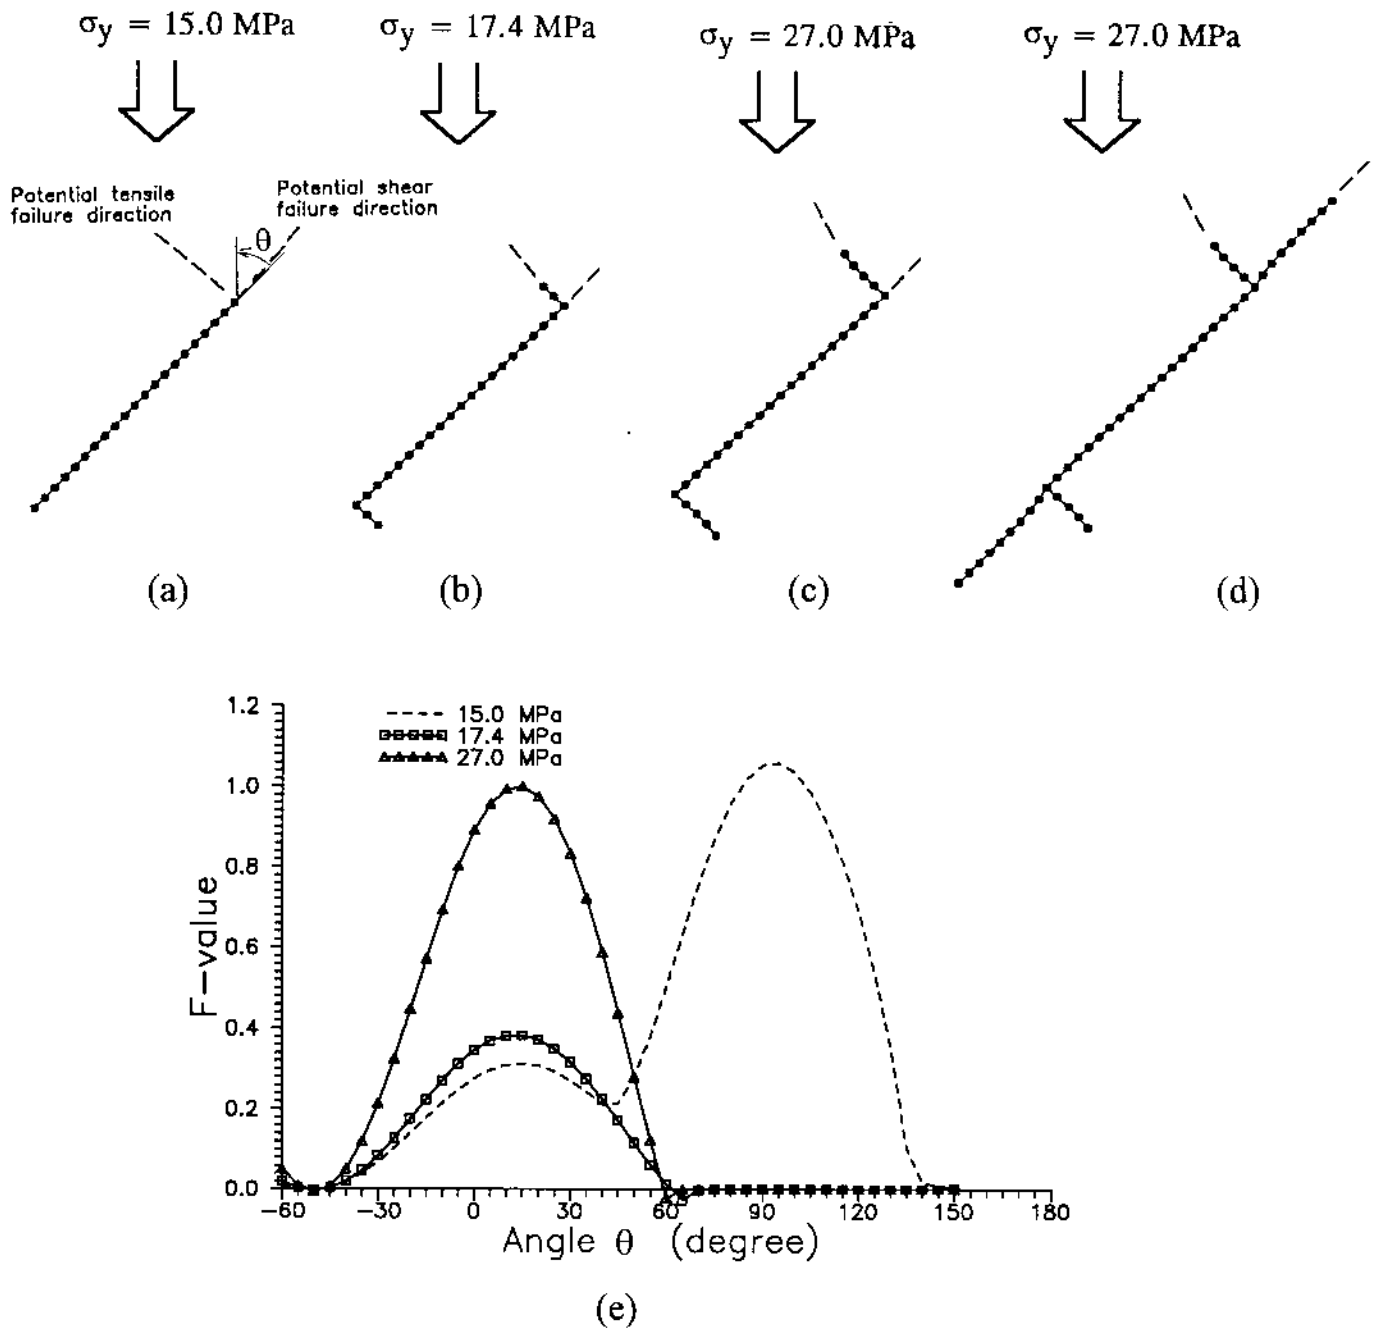 σy = 15.0 MPa
σy = 17.4 MPa
σy = 27.0 MPa
σy = 27.0 MPa
Potential tensile
failure direction
Potential shear
failure direction
θ
(a)
(b)
(c)
(d)
1.2
1.0
0.8
0.6
0.4
0.2
0.0
F-value
15.0 MPa
17.4 MPa
27.0 MPa
-60 -30 0 30 60 90 120 150 180
Angle θ (degree)
(e)